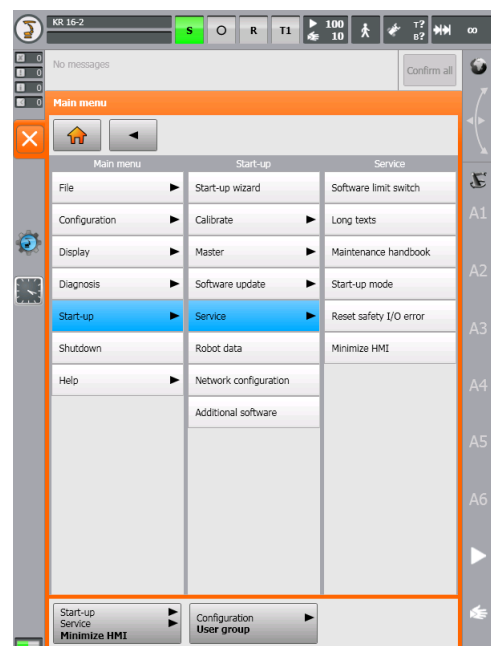 KR 16-2
S
O
R
T1
100
10
T?
B?
∞
0
0
0
0
No messages
Confirm all
Main menu
Main menu
Start-up
Service
File
Configuration
Display
Diagnosis
Start-up
Shutdown
Help
Start-up wizard
Calibrate
Master
Software update
Service
Robot data
Network configuration
Additional software
Software limit switch
Long texts
Maintenance handbook
Start-up mode
Reset safety I/O error
Minimize HMI
A1
A2
A3
A4
A5
A6
Start-up
Service
Minimize HMI
Configuration
User group